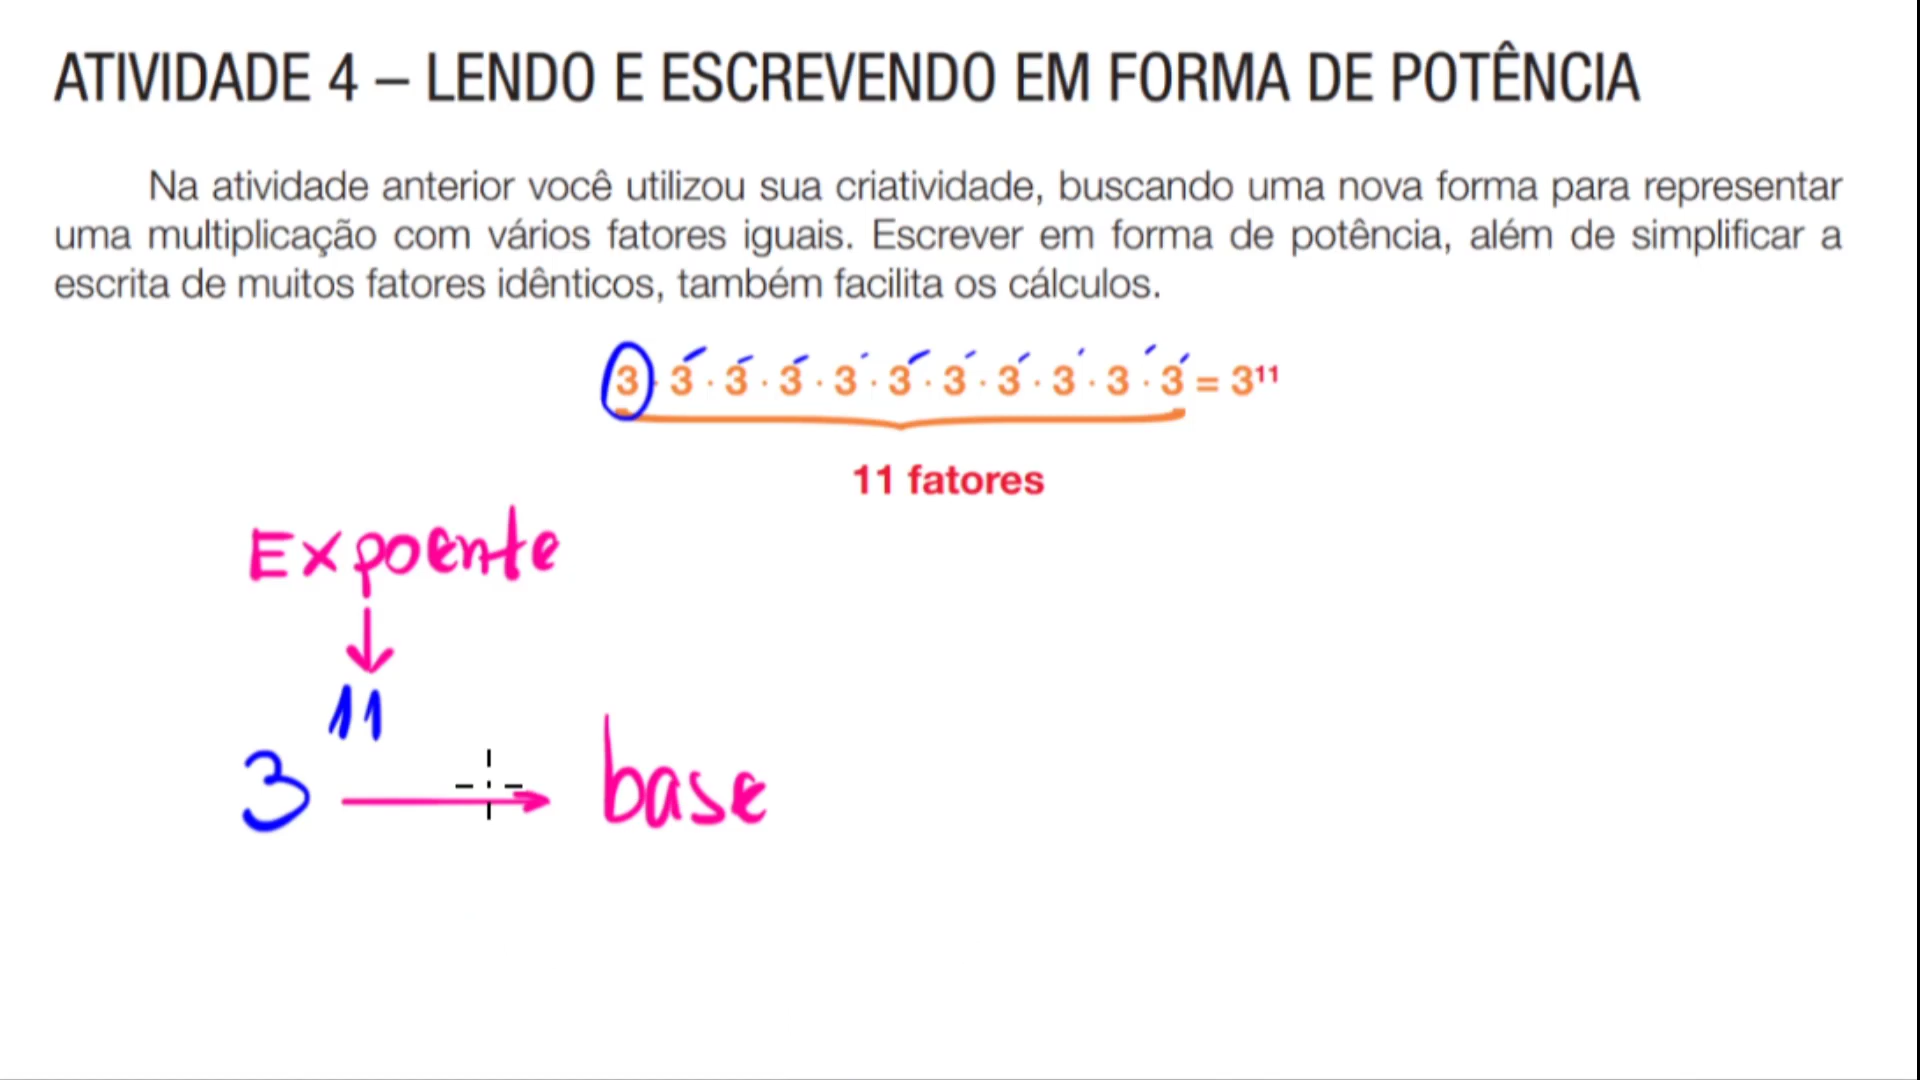 ATIVIDADE 4 – LENDO E ESCREVENDO EM FORMA DE POTÊNCIA
Na atividade anterior você utilizou sua criatividade, buscando uma nova forma para representar
uma multiplicação com vários fatores iguais. Escrever em forma de potência, além de simplificar a
escrita de muitos fatores idênticos, também facilita os cálculos.
3 · 3 · 3 · 3 · 3 · 3 · 3 · 3 · 3 · 3 · 3 = 3¹¹
11 fatores
Expoente
11
3 → base